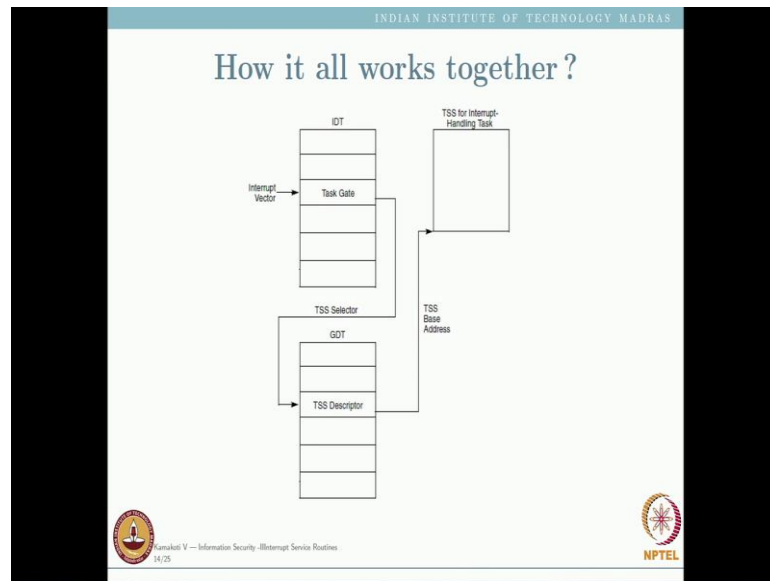 INDIAN INSTITUTE OF TECHNOLOGY MADRAS
How it all works together?
IDT
TSS for Interrupt-
Handling Task
Interrupt
Vector
Task Gate
TSS Selector
TSS
Base
Address
GDT
TSS Descriptor
Kamakoti V — Information Security -IIInterrupt Service Routines
14/25
NPTEL